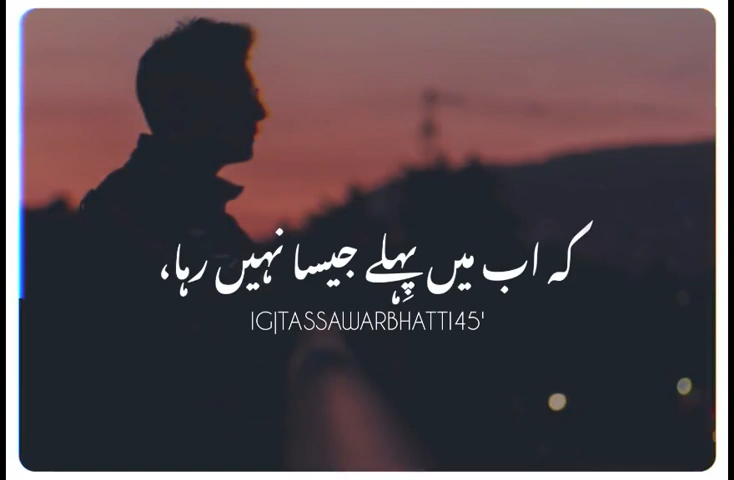 کہ اب میں پہلے جیسا نہیں رہا،
IG|TASSAWARBHATTI45'